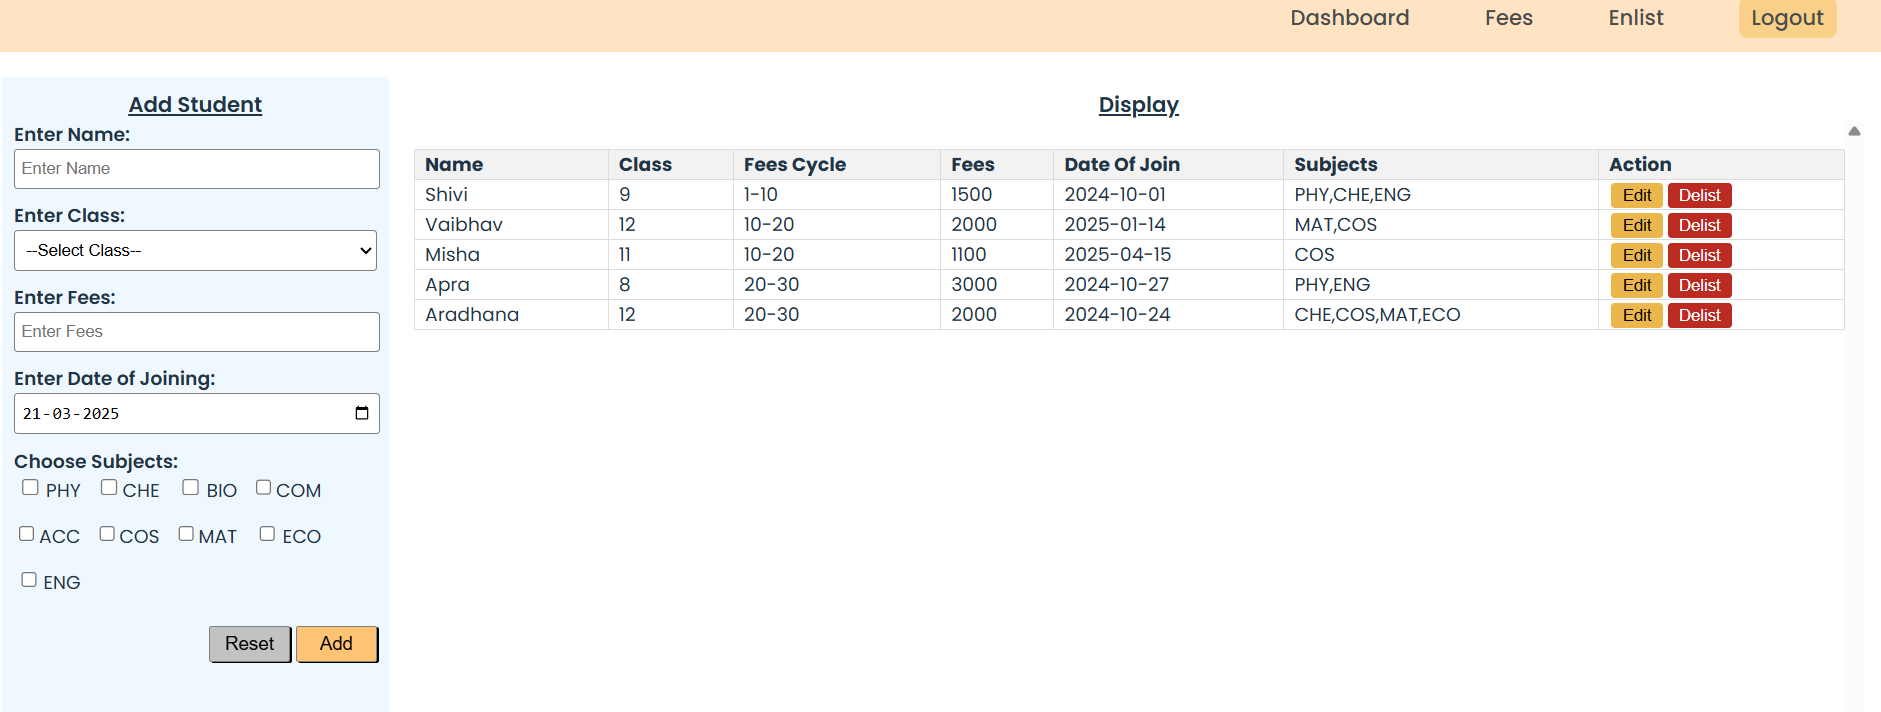 Dashboard Fees Enlist Logout
Add Student
Enter Name:
Enter Name
Enter Class:
--Select Class--
Enter Fees:
Enter Fees
Enter Date of Joining:
21-03-2025
Choose Subjects:
PHY CHE BIO COM
ACC COS MAT ECO
ENG
Reset Add
Display
Name Class Fees Cycle Fees Date Of Join Subjects Action
Shivi 9 1-10 1500 2024-10-01 PHY,CHE,ENG Edit Delist
Vaibhav 12 10-20 2000 2025-01-14 MAT,COS Edit Delist
Misha 11 10-20 1100 2025-04-15 COS Edit Delist
Apra 8 20-30 3000 2024-10-27 PHY,ENG Edit Delist
Aradhana 12 20-30 2000 2024-10-24 CHE,COS,MAT,ECO Edit Delist